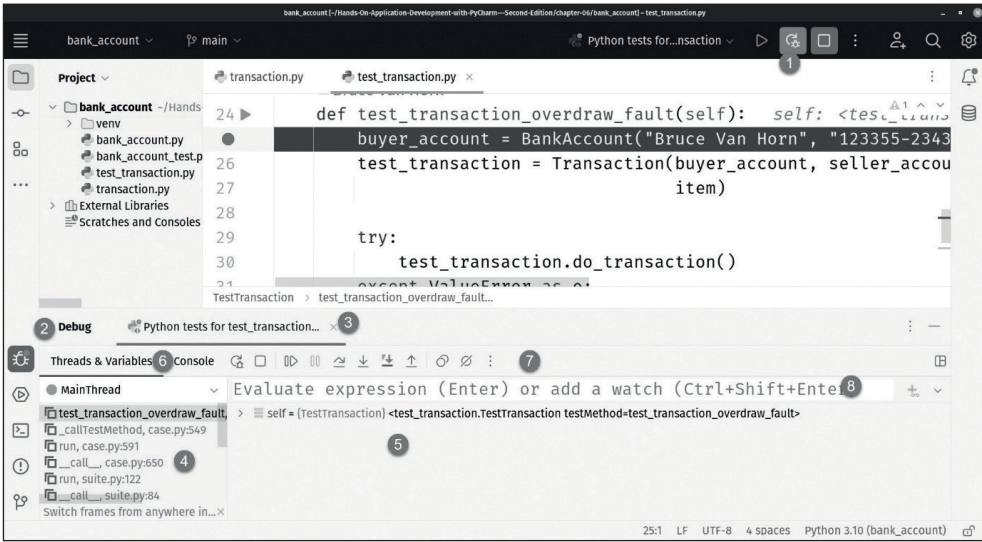 bank_account [~/Hands-On-Application-Development-with-PyCharm---Second-Edition/chapter-06/bank_account] – test_transaction.py
bank_account main Python tests for...nsaction
1
Project
transaction.py test_transaction.py
bank_account ~/Hands-
venv
bank_account.py
bank_account_test.p
test_transaction.py
transaction.py
External Libraries
Scratches and Consoles
24 def test_transaction_overdraw_fault(self): self: <test_trans
1
buyer_account = BankAccount("Bruce Van Horn", "123355-2343
26 test_transaction = Transaction(buyer_account, seller_accou
27 item)
28
29 try:
30 test_transaction.do_transaction()
31 except ValueError as e:
TestTransaction > test_transaction_overdraw_fault...
2 Debug Python tests for test_transaction... 3
Threads & Variables 6 Console 7
MainThread
Evaluate expression (Enter) or add a watch (Ctrl+Shift+Enter 8
test_transaction_overdraw_fault,
self = {TestTransaction} <test_transaction.TestTransaction testMethod=test_transaction_overdraw_fault>
_callTestMethod, case.py:549
run, case.py:591
5
__call__, case.py:650 4
run, suite.py:122
__call__, suite.py:84
Switch frames from anywhere in...
25:1 LF UTF-8 4 spaces Python 3.10 (bank_account)